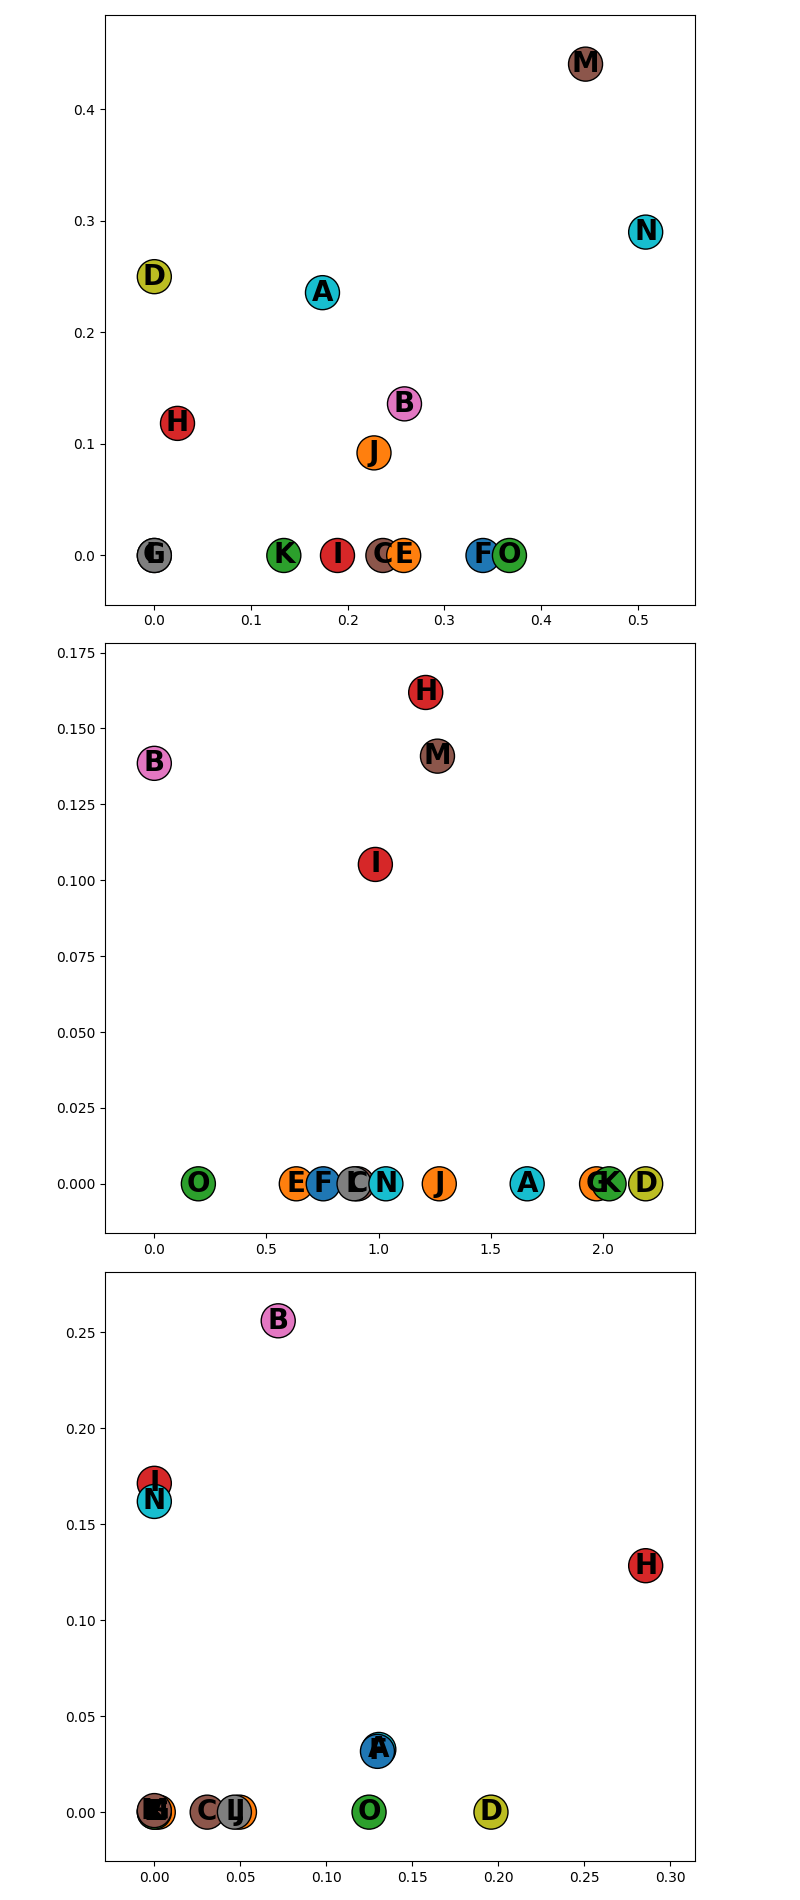 M
0.4
N
0.3
D A
0.2
B
H
J
0.1
G K I C E F O
0.0
0.0 0.1 0.2 0.3 0.4 0.5
0.175
H
0.150
M
B
0.125
I
0.100
0.075
0.050
0.025
O E F L C N J A G K D
0.000
0.0 0.5 1.0 1.5 2.0
B
0.25
0.20
I
N
0.15
H
0.10
0.05
A
C L J O D
0.00
0.00 0.05 0.10 0.15 0.20 0.25 0.30